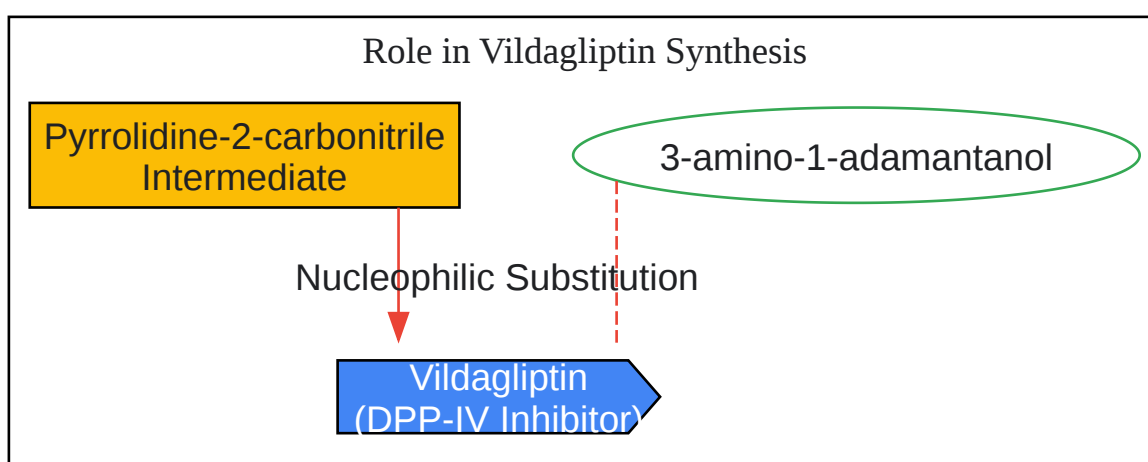 Role in Vildagliptin Synthesis
Pyrrolidine-2-carbonitrile
Intermediate
3-amino-1-adamantanol
Nucleophilic Substitution
Vildagliptin
(DPP-IV Inhibitor)